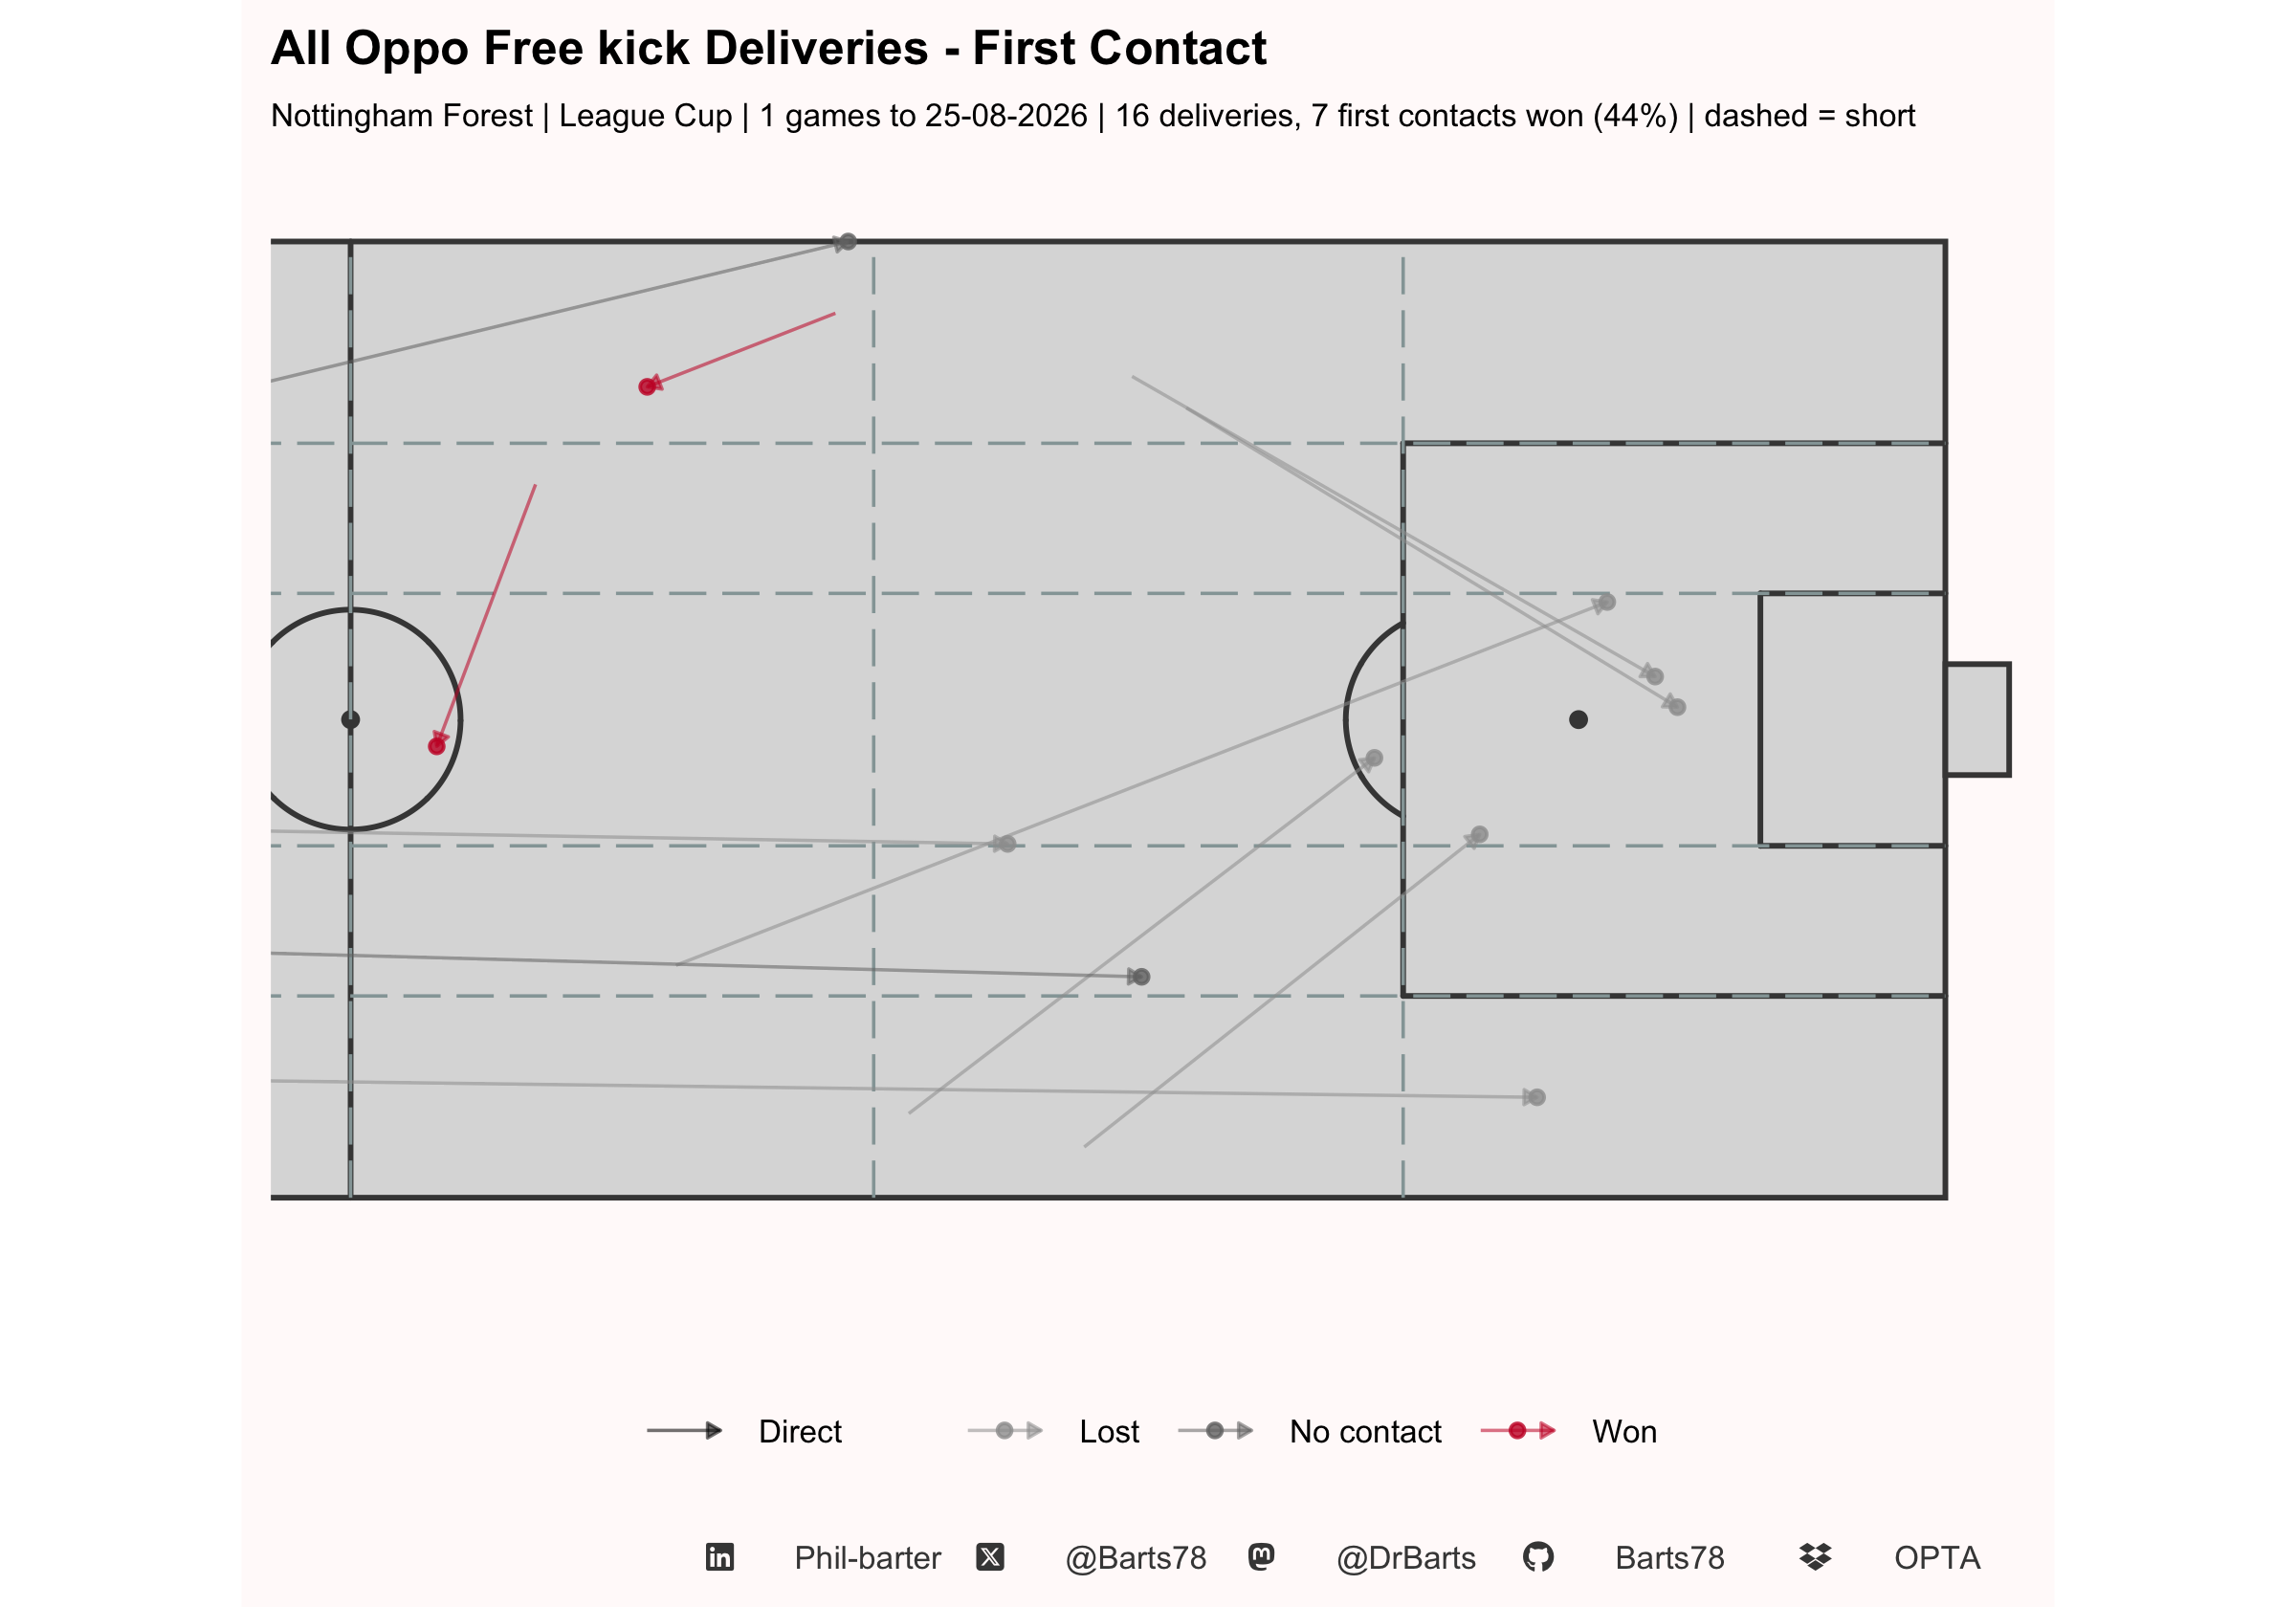 All Oppo Free kick Deliveries - First Contact
Nottingham Forest | League Cup | 1 games to 25-08-2026 | 16 deliveries, 7 first contacts won (44%) | dashed = short
Direct Lost No contact Won
Phil-barter @Barts78 @DrBarts Barts78 OPTA